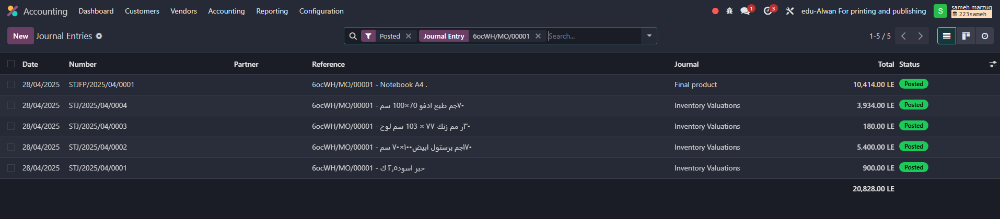 Accounting Dashboard Customers Vendors Accounting Reporting Configuration 1 3 edu-Alwan For printing and publishing S sameh marzuq
223sameh
New Journal Entries Posted Journal Entry 6ocWH/MO/00001 Search... 1-5 / 5
Date Number Partner Reference Journal Total Status
28/04/2025 STJFP/2025/04/0001 6ocWH/MO/00001 - Notebook A4 . Final product 10,414.00 LE Posted
28/04/2025 STJ/2025/04/0004 6ocWH/MO/00001 - ٧٠جم طبع ادفو 70×100 سم Inventory Valuations 3,934.00 LE Posted
28/04/2025 STJ/2025/04/0003 6ocWH/MO/00001 - ٣٠ر مم زنك ٧٧ × 103 سم لوح Inventory Valuations 180.00 LE Posted
28/04/2025 STJ/2025/04/0002 6ocWH/MO/00001 - ١٧٠جم برستول ابيض١٠٠×٧٠ سم Inventory Valuations 5,400.00 LE Posted
28/04/2025 STJ/2025/04/0001 6ocWH/MO/00001 - حبر اسود٢,٥ ك Inventory Valuations 900.00 LE Posted
20,828.00 LE